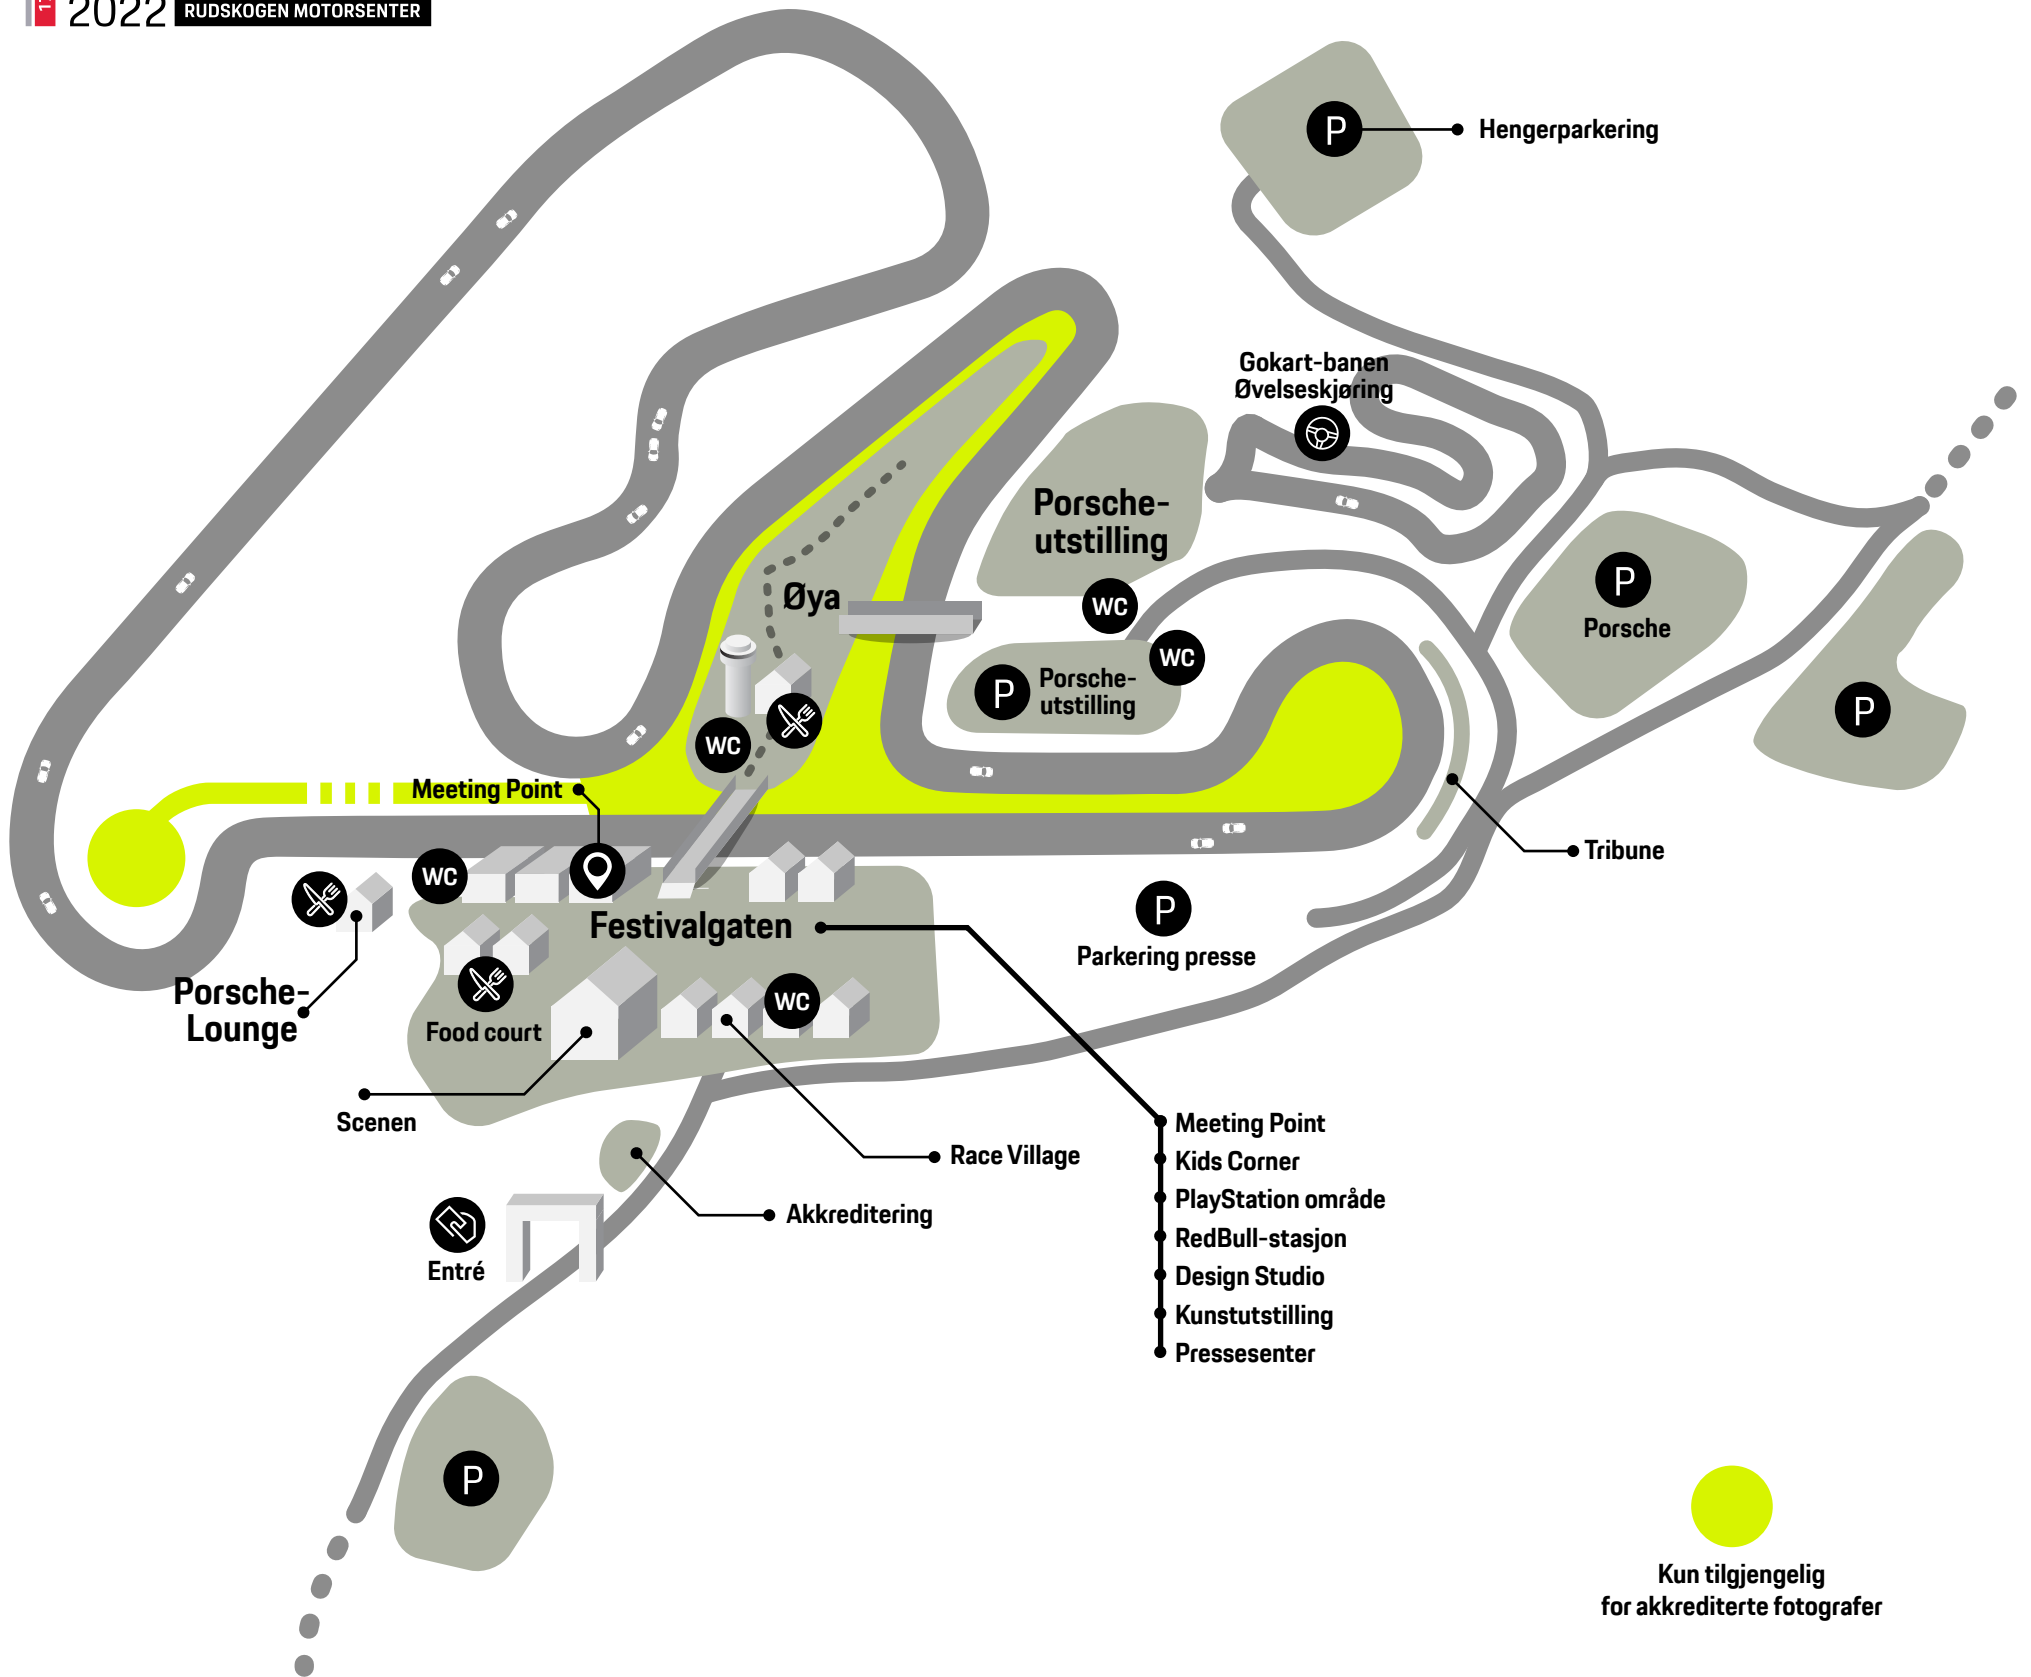 2022 RUDSKOGEN MOTORSENTER
P
Hengerparkering
Gokart-banen
Øvelseskjøring
Porsche-
utstilling
WC
WC
P
Porsche-
utstilling
P
Porsche
P
Øya
WC
Meeting Point
WC
Tribune
Festivalgaten
P
Parkering presse
Porsche-
Lounge
Food court
WC
Scenen
Race Village
Akkreditering
Entré
Meeting Point
Kids Corner
PlayStation område
RedBull-stasjon
Design Studio
Kunstutstilling
Pressesenter
P
Kun tilgjengelig
for akkrediterte fotografer